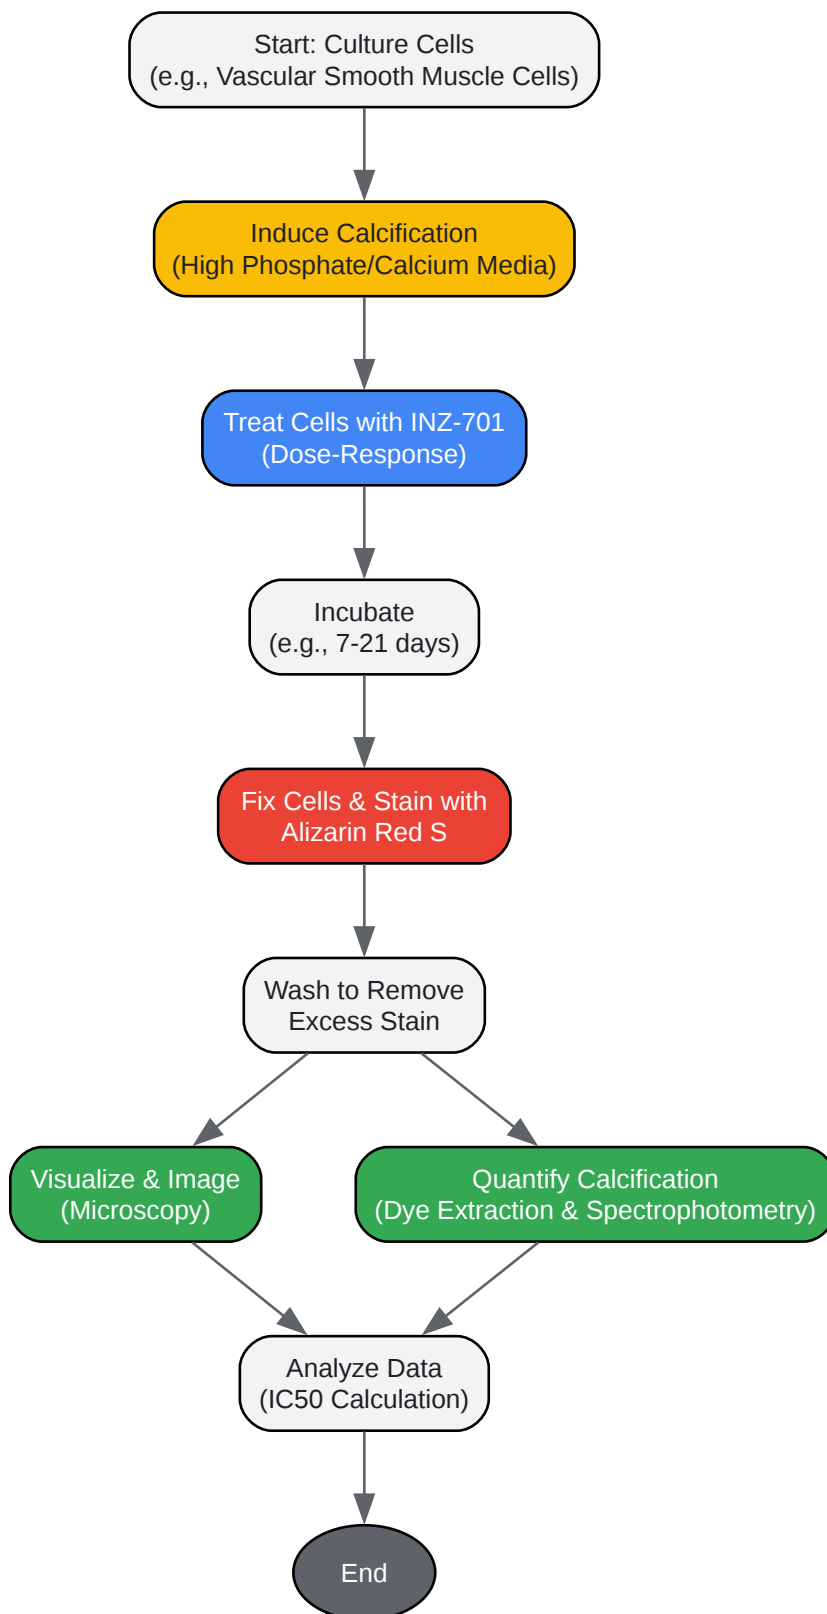 Start: Culture Cells
(e.g., Vascular Smooth Muscle Cells)
Induce Calcification
(High Phosphate/Calcium Media)
Treat Cells with INZ-701
(Dose-Response)
Incubate
(e.g., 7-21 days)
Fix Cells & Stain with
Alizarin Red S
Wash to Remove
Excess Stain
Visualize & Image
(Microscopy)
Quantify Calcification
(Dye Extraction & Spectrophotometry)
Analyze Data
(IC50 Calculation)
End